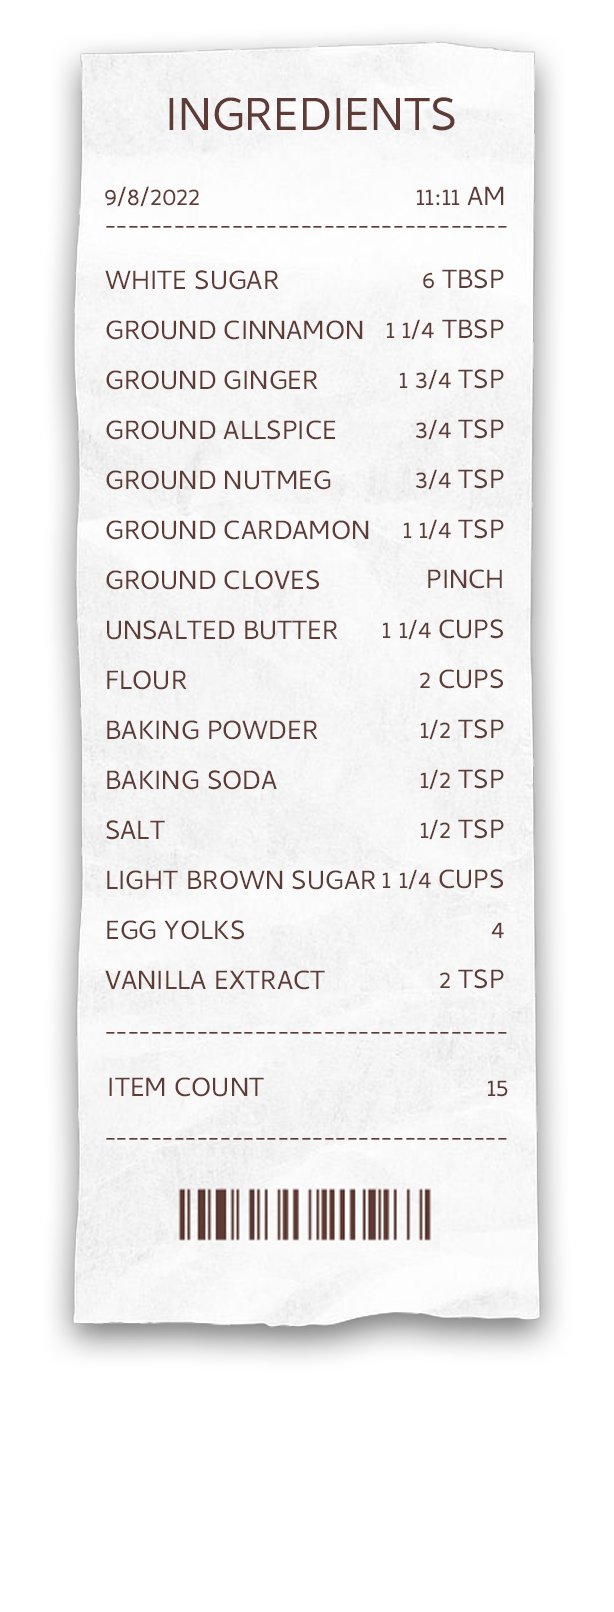 INGREDIENTS
9/8/2022 11:11 AM
-----------------------------------
WHITE SUGAR 6 TBSP
GROUND CINNAMON 1 1/4 TBSP
GROUND GINGER 1 3/4 TSP
GROUND ALLSPICE 3/4 TSP
GROUND NUTMEG 3/4 TSP
GROUND CARDAMON 1 1/4 TSP
GROUND CLOVES PINCH
UNSALTED BUTTER 1 1/4 CUPS
FLOUR 2 CUPS
BAKING POWDER 1/2 TSP
BAKING SODA 1/2 TSP
SALT 1/2 TSP
LIGHT BROWN SUGAR 1 1/4 CUPS
EGG YOLKS 4
VANILLA EXTRACT 2 TSP
-----------------------------------
ITEM COUNT 15
-----------------------------------